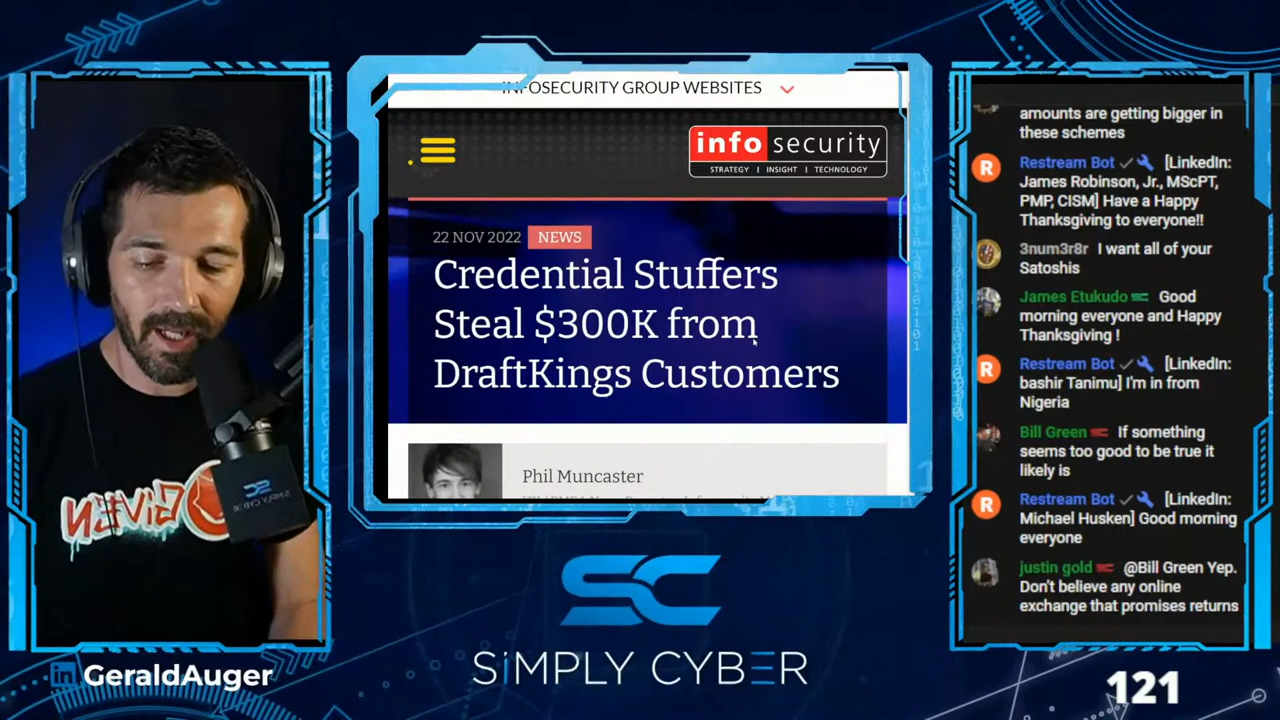 INFOSECURITY GROUP WEBSITES
info security
STRATEGY | INSIGHT | TECHNOLOGY
22 NOV 2022 NEWS
Credential Stuffers
Steal $300K from
DraftKings Customers
Phil Muncaster
SC
SiMPLY CYBER
in GeraldAuger
amounts are getting bigger in
these schemes
R Restream Bot [LinkedIn:
James Robinson, Jr., MScPT,
PMP, CISM] Have a Happy
Thanksgiving to everyone!!
3num3r8r I want all of your
Satoshis
James Etukudo Good
morning everyone and Happy
Thanksgiving !
R Restream Bot [LinkedIn:
bashir Tanimu] I'm in from
Nigeria
Bill Green If something
seems too good to be true it
likely is
R Restream Bot [LinkedIn:
Michael Husken] Good morning
everyone
justin gold @Bill Green Yep.
Don't believe any online
exchange that promises returns
121